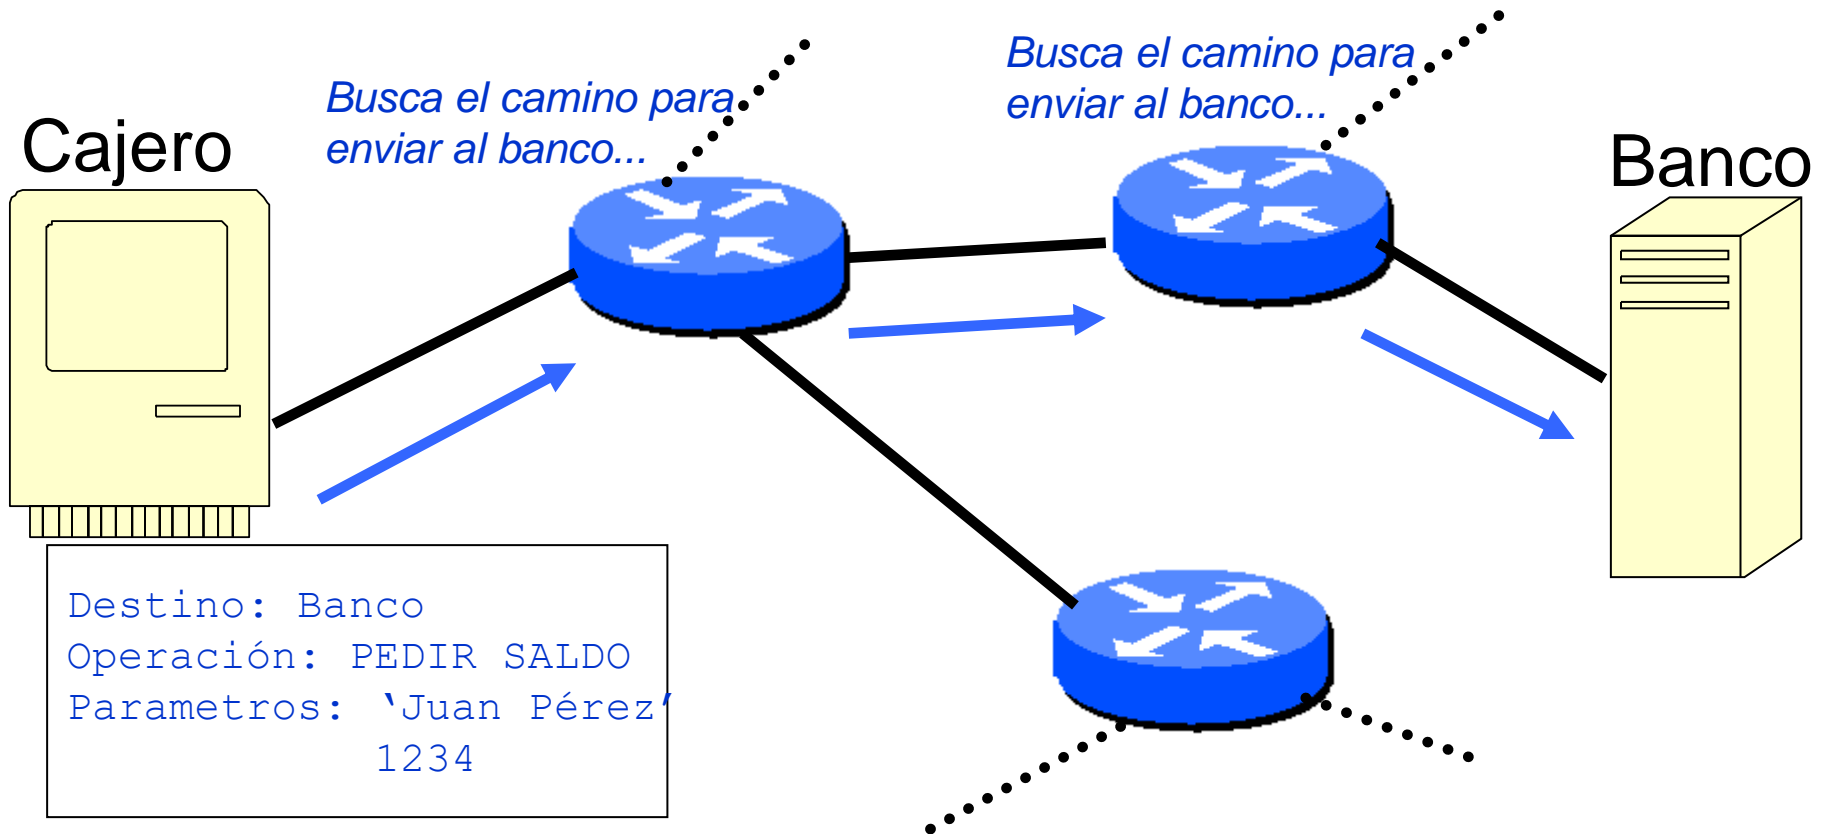 Cajero
Busca el camino para
enviar al banco...
Busca el camino para
enviar al banco...
Banco
Destino: Banco
Operación: PEDIR SALDO
Parametros: ‘Juan Pérez’
1234